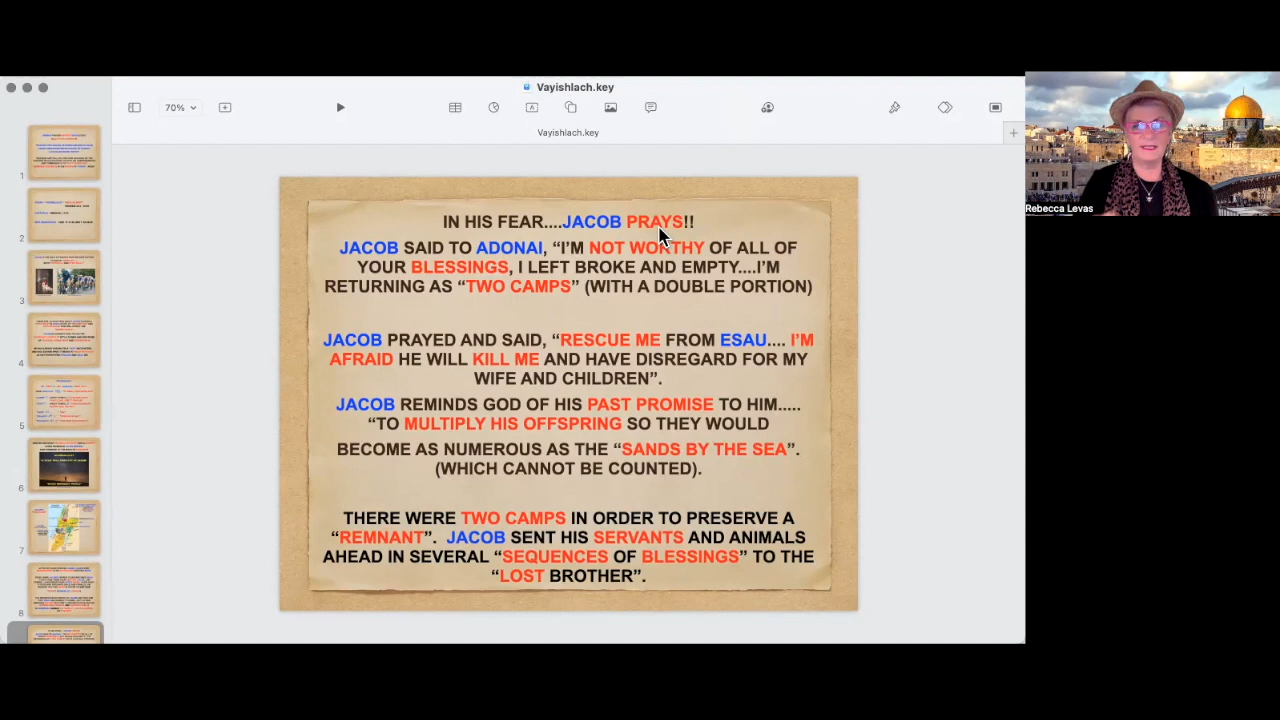 Vayishlach.key
70%
Vayishlach.key
IN HIS FEAR....JACOB PRAYS!!
JACOB SAID TO ADONAI, “I’M NOT WORTHY OF ALL OF
YOUR BLESSINGS, I LEFT BROKE AND EMPTY....I’M
RETURNING AS “TWO CAMPS” (WITH A DOUBLE PORTION)
JACOB PRAYED AND SAID, “RESCUE ME FROM ESAU.... I’M
AFRAID HE WILL KILL ME AND HAVE DISREGARD FOR MY
WIFE AND CHILDREN”.
JACOB REMINDS GOD OF HIS PAST PROMISE TO HIM.....
“TO MULTIPLY HIS OFFSPRING SO THEY WOULD
BECOME AS NUMEROUS AS THE “SANDS BY THE SEA”.
(WHICH CANNOT BE COUNTED).
THERE WERE TWO CAMPS IN ORDER TO PRESERVE A
“REMNANT”.  JACOB SENT HIS SERVANTS AND ANIMALS
AHEAD IN SEVERAL “SEQUENCES OF BLESSINGS” TO THE
“LOST BROTHER”.
1
2
3
4
5
6
7
8
Rebecca Levas